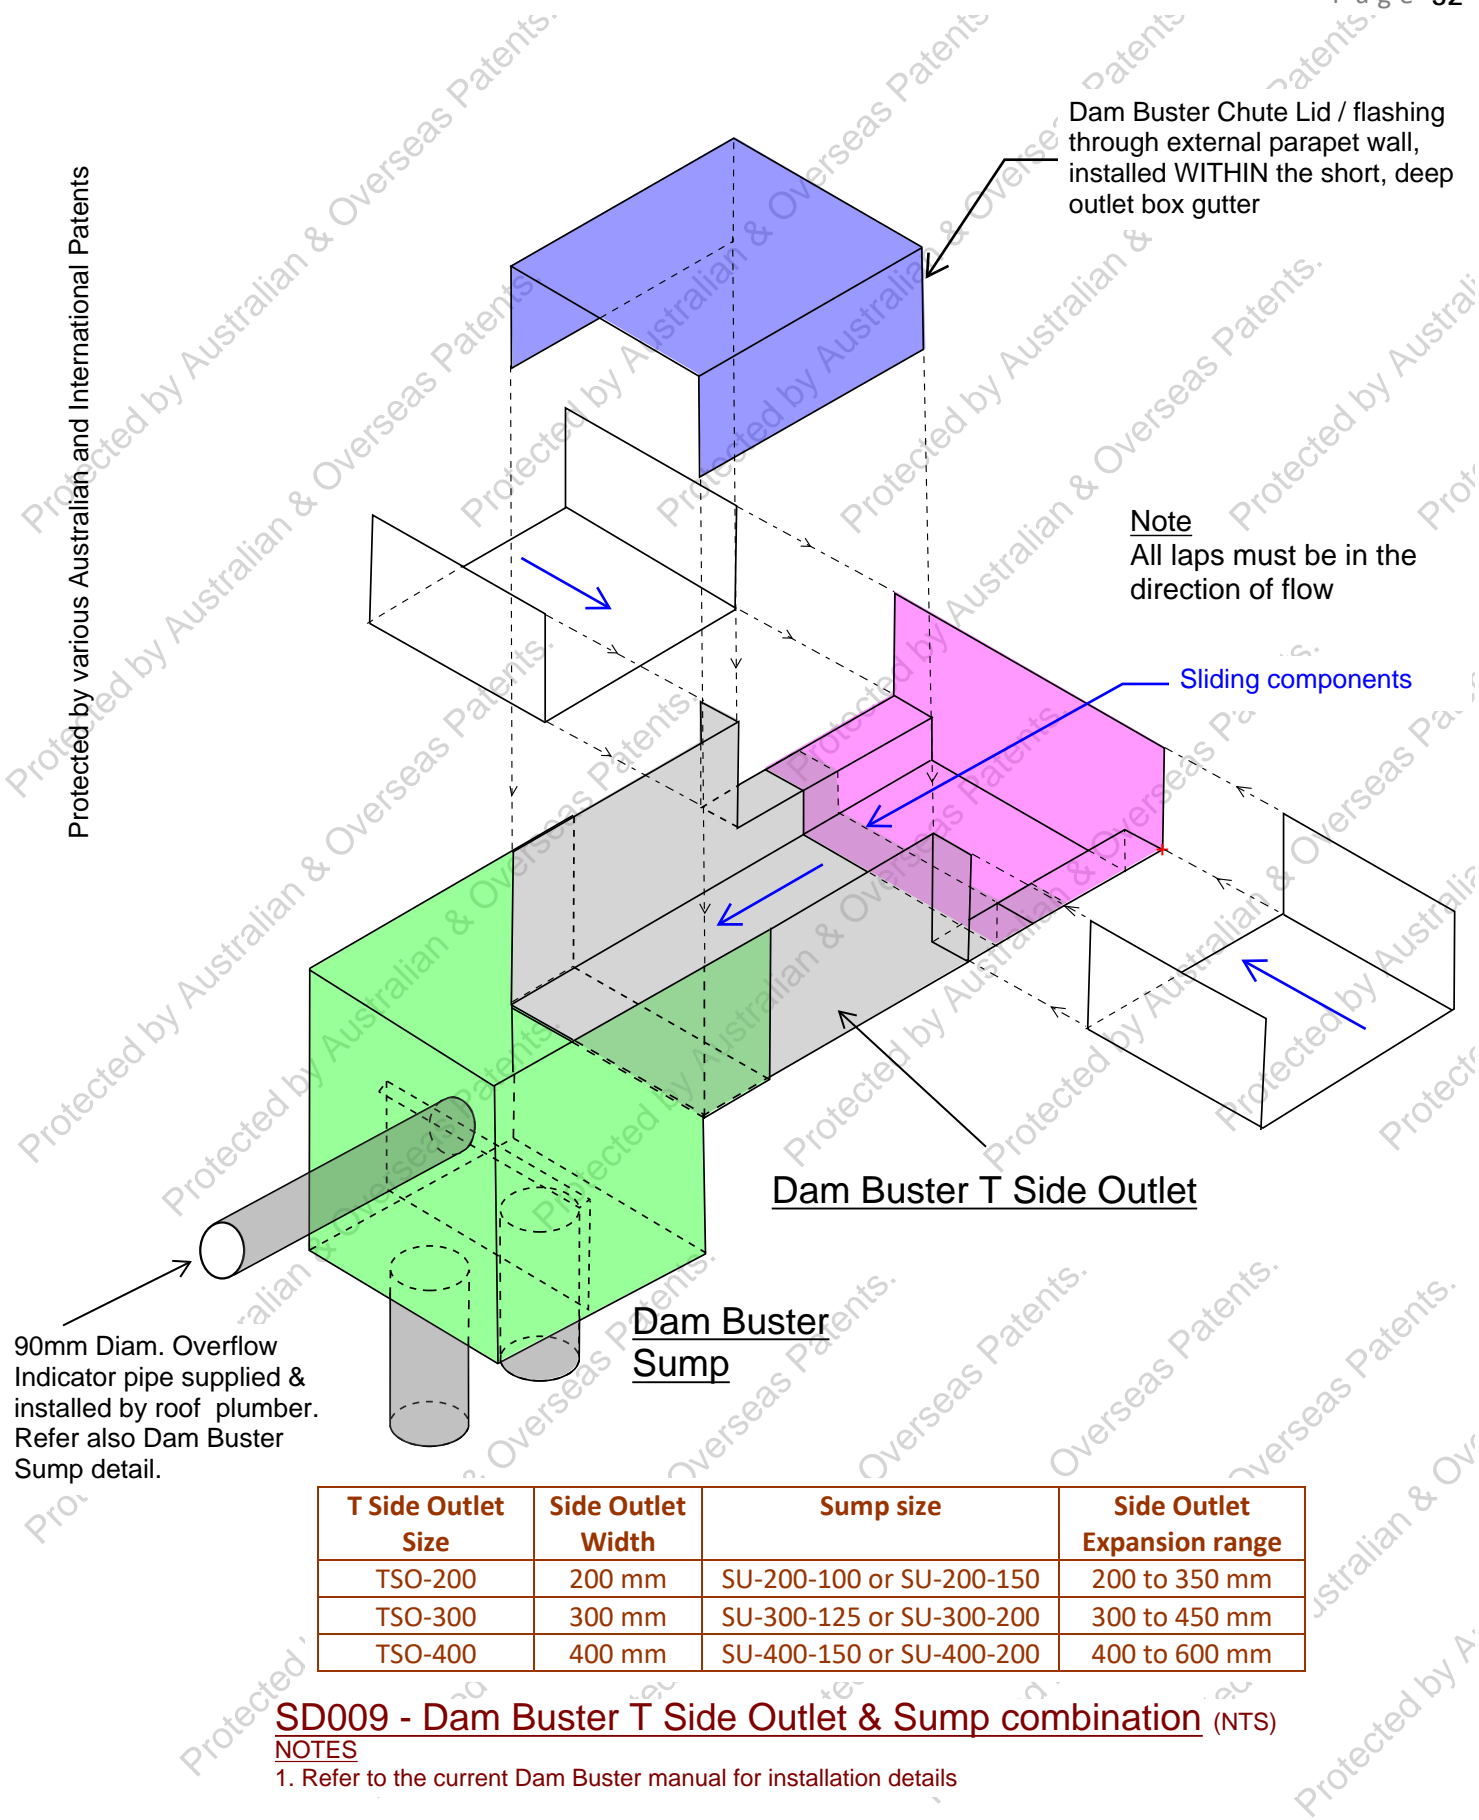 Dam Buster Chute Lid / flashing
through external parapet wall,
installed WITHIN the short, deep
outlet box gutter
Protected by various Australian and International Patents
Note
All laps must be in the
direction of flow
Sliding components
Dam Buster T Side Outlet
Dam Buster
Sump
90mm Diam. Overflow
Indicator pipe supplied &
installed by roof plumber.
Refer also Dam Buster
Sump detail.
T Side Outlet Size | Side Outlet Width | Sump size | Side Outlet Expansion range
TSO-200 | 200 mm | SU-200-100 or SU-200-150 | 200 to 350 mm
TSO-300 | 300 mm | SU-300-125 or SU-300-200 | 300 to 450 mm
TSO-400 | 400 mm | SU-400-150 or SU-400-200 | 400 to 600 mm
SD009 - Dam Buster T Side Outlet & Sump combination (NTS)
NOTES
1. Refer to the current Dam Buster manual for installation details
Protected by Australian & Overseas Patents.